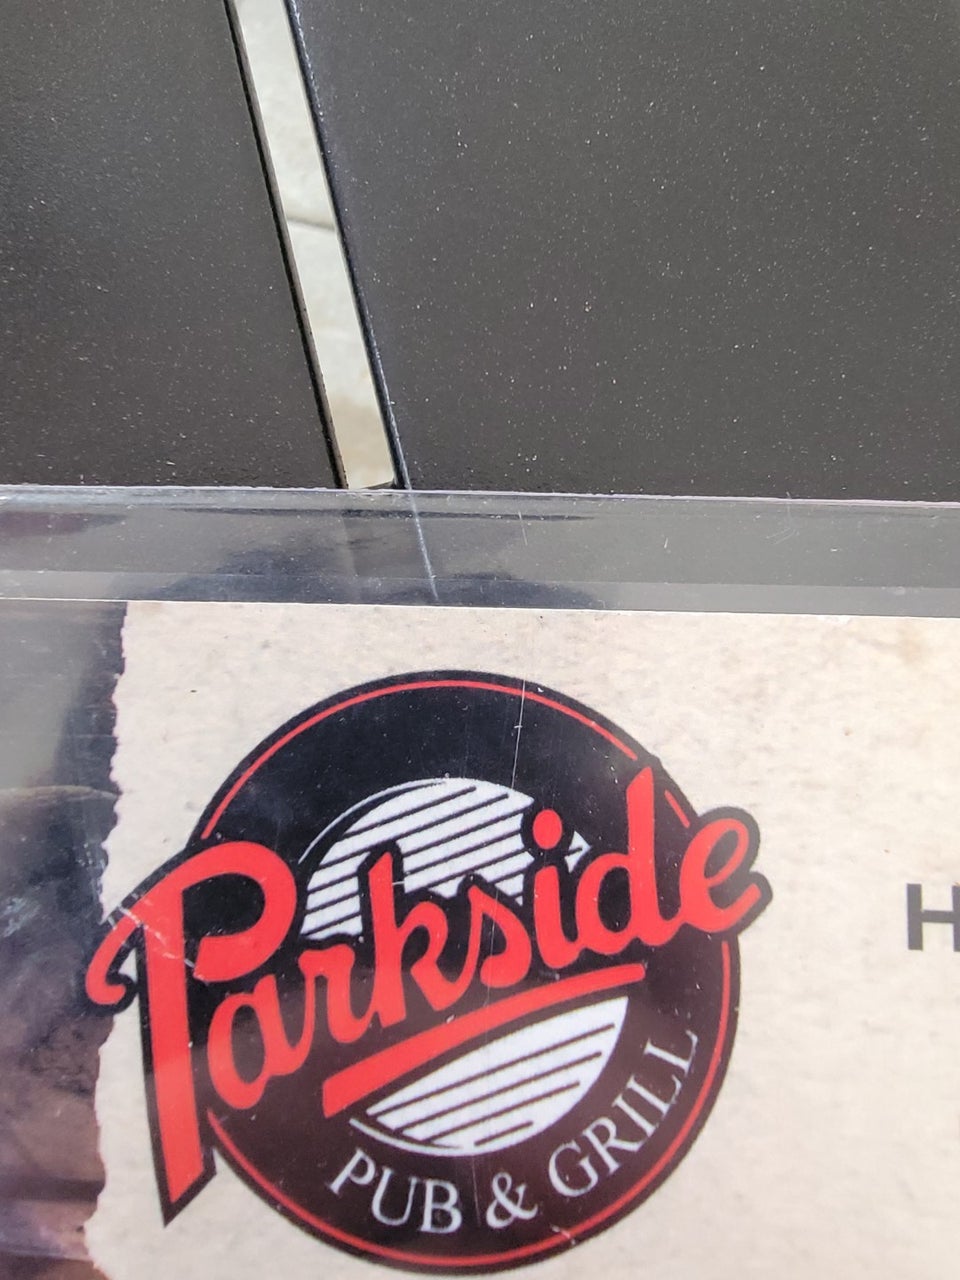 Parkside
PUB & GRILL
H